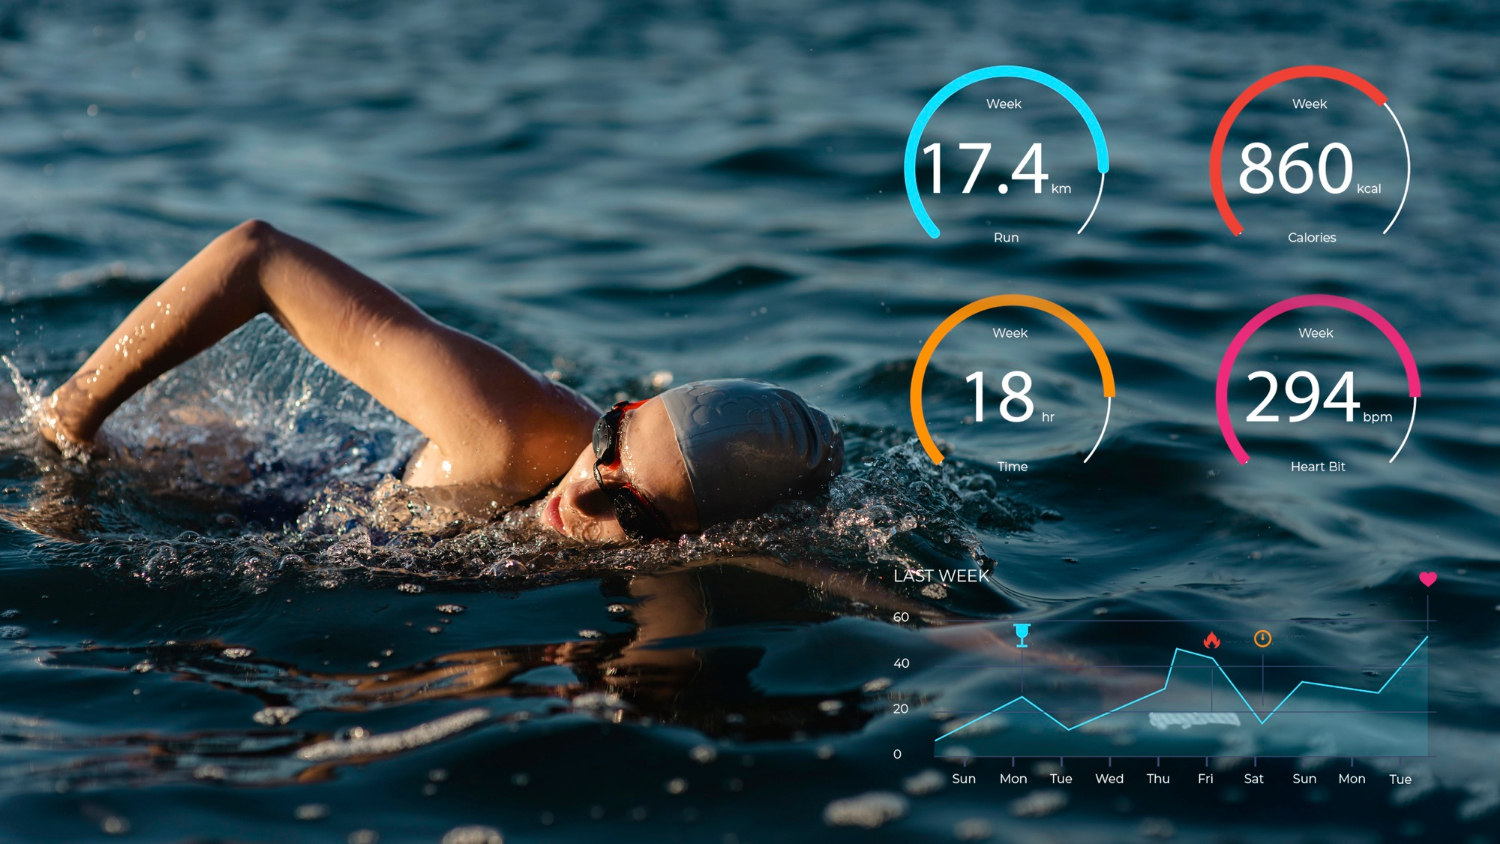 Week
17.4 km
Run
Week
860 kcal
Calories
Week
18 hr
Time
Week
294 bpm
Heart Bit
LAST WEEK
60
40
20
0
Sun Mon Tue Wed Thu Fri Sat Sun Mon Tue